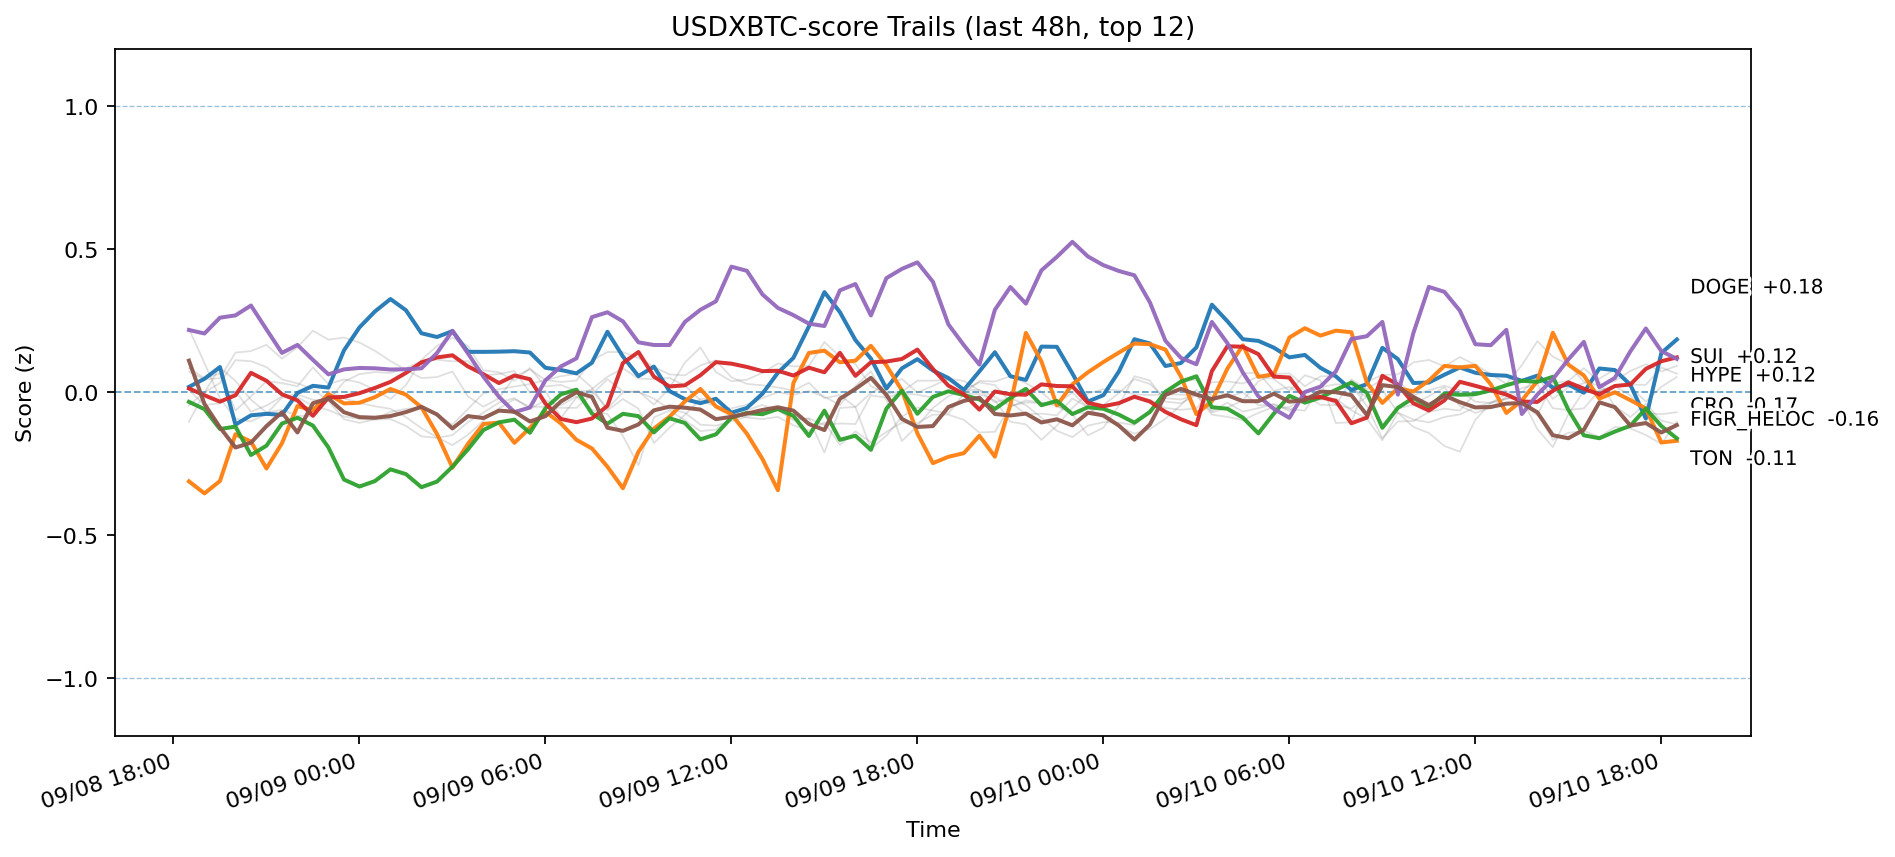 USDXBTC-score Trails (last 48h, top 12)
Score (z)
1.0
0.5
0.0
−0.5
−1.0
DOGE +0.18
SUI +0.12
HYPE +0.12
CRO -0.17
FIGR_HELOC -0.16
TON -0.11
09/08 18:00
09/09 00:00
09/09 06:00
09/09 12:00
09/09 18:00
09/10 00:00
09/10 06:00
09/10 12:00
09/10 18:00
Time